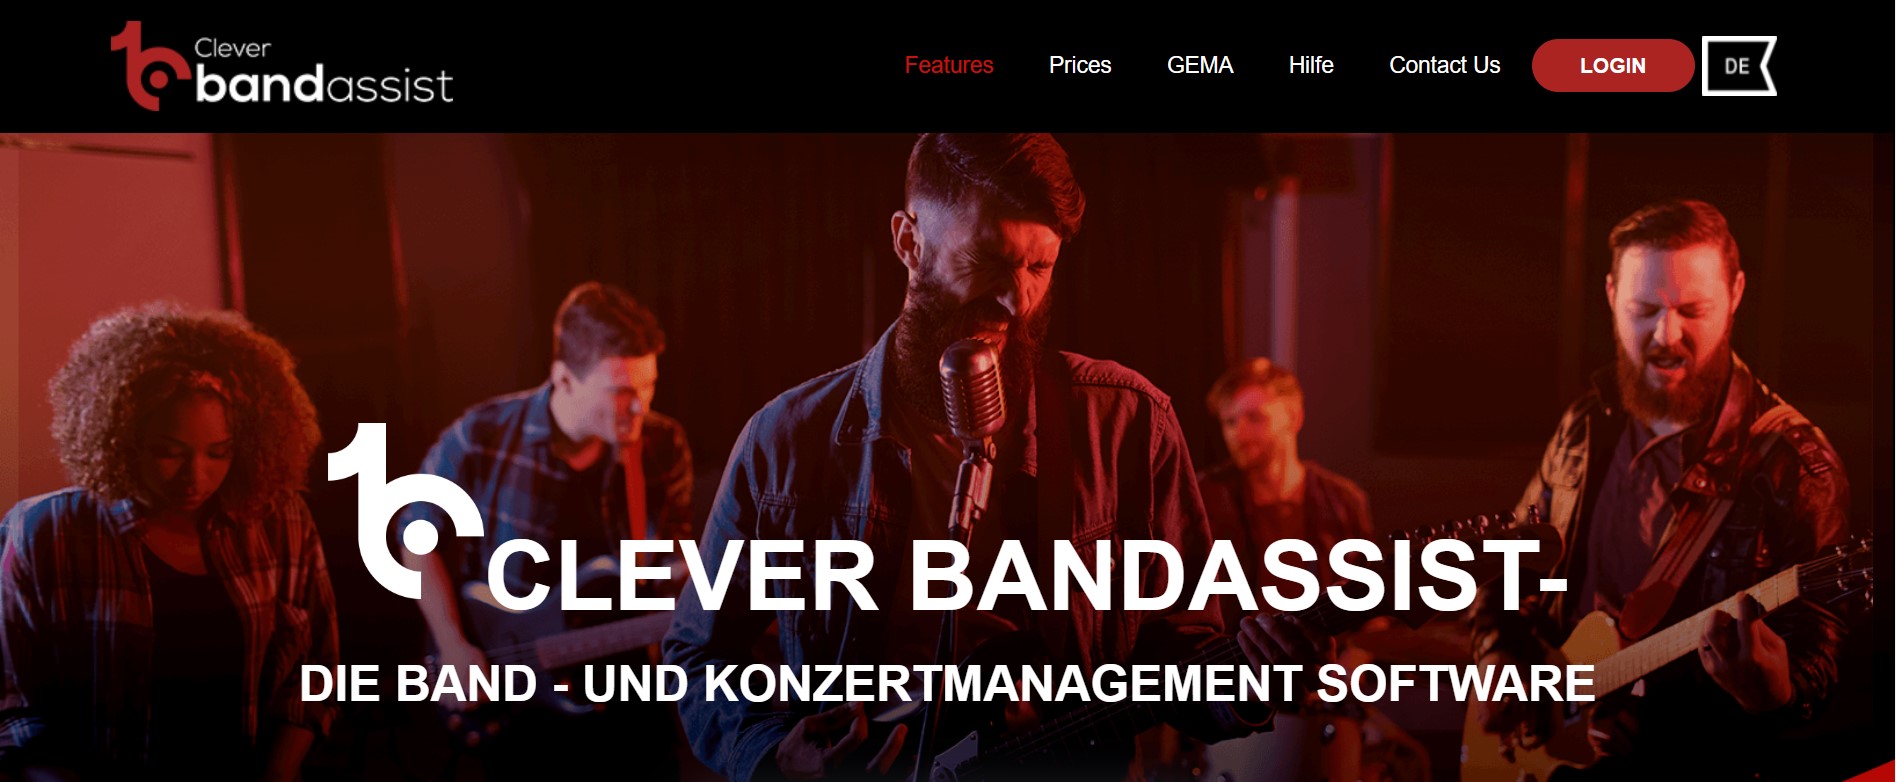 Clever
bandassist
Features Prices GEMA Hilfe Contact Us LOGIN DE
CLEVER BANDASSIST-
DIE BAND - UND KONZERTMANAGEMENT SOFTWARE